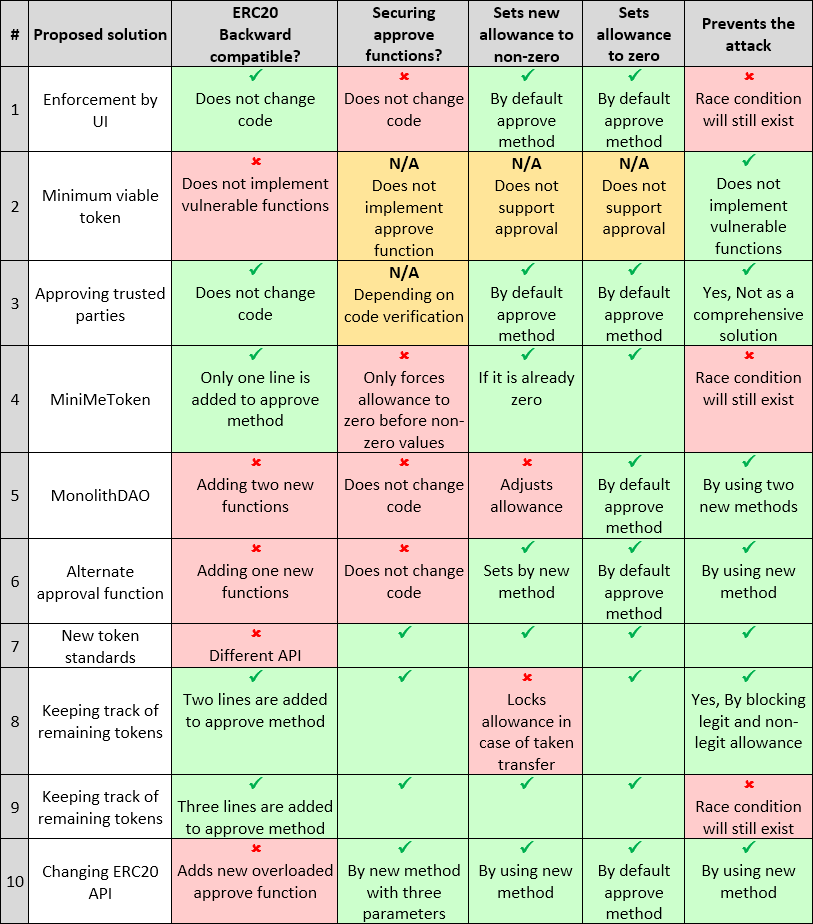 #
Proposed solution
ERC20
Backward
compatible?
Securing
approve
functions?
Sets new
allowance to
non-zero
Sets
allowance
to zero
Prevents the
attack
1
Enforcement by
UI
✓
Does not change
code
✗
Does not change
code
✓
By default
approve
method
✓
By default
approve
method
✗
Race condition
will still exist
2
Minimum viable
token
✗
Does not implement
vulnerable functions
N/A
Does not
implement
approve
function
N/A
Does not
support
approval
N/A
Does not
support
approval
✓
Does not
implement
vulnerable
functions
3
Approving trusted
parties
✓
Does not change
code
N/A
Depending on
code verification
✓
By default
approve
method
✓
By default
approve
method
✓
Yes, Not as a
comprehensive
solution
4
MiniMeToken
✓
Only one line is
added to approve
method
✗
Only forces
allowance to
zero before non-
zero values
✓
If it is already
zero
✓
✗
Race condition
will still exist
5
MonolithDAO
✗
Adding two new
functions
✗
Does not change
code
✗
Adjusts
allowance
✓
By default
approve
method
✓
By using two
new methods
6
Alternate
approval function
✗
Adding one new
functions
✗
Does not change
code
✓
Sets by new
method
✓
By default
approve
method
✓
By using new
method
7
New token
standards
✗
Different API
✓
✓
✓
✓
8
Keeping track of
remaining tokens
✓
Two lines are added
to approve method
✓
✗
Locks
allowance in
case of taken
transfer
✓
✓
Yes, By blocking
legit and non-
legit allowance
9
Keeping track of
remaining tokens
✓
Three lines are added
to approve method
✓
✓
✓
✗
Race condition
will still exist
10
Changing ERC20
API
✗
Adds new overloaded
approve function
✓
By new method
with three
parameters
✓
By using new
method
✓
By default
approve
method
✓
By using new
method